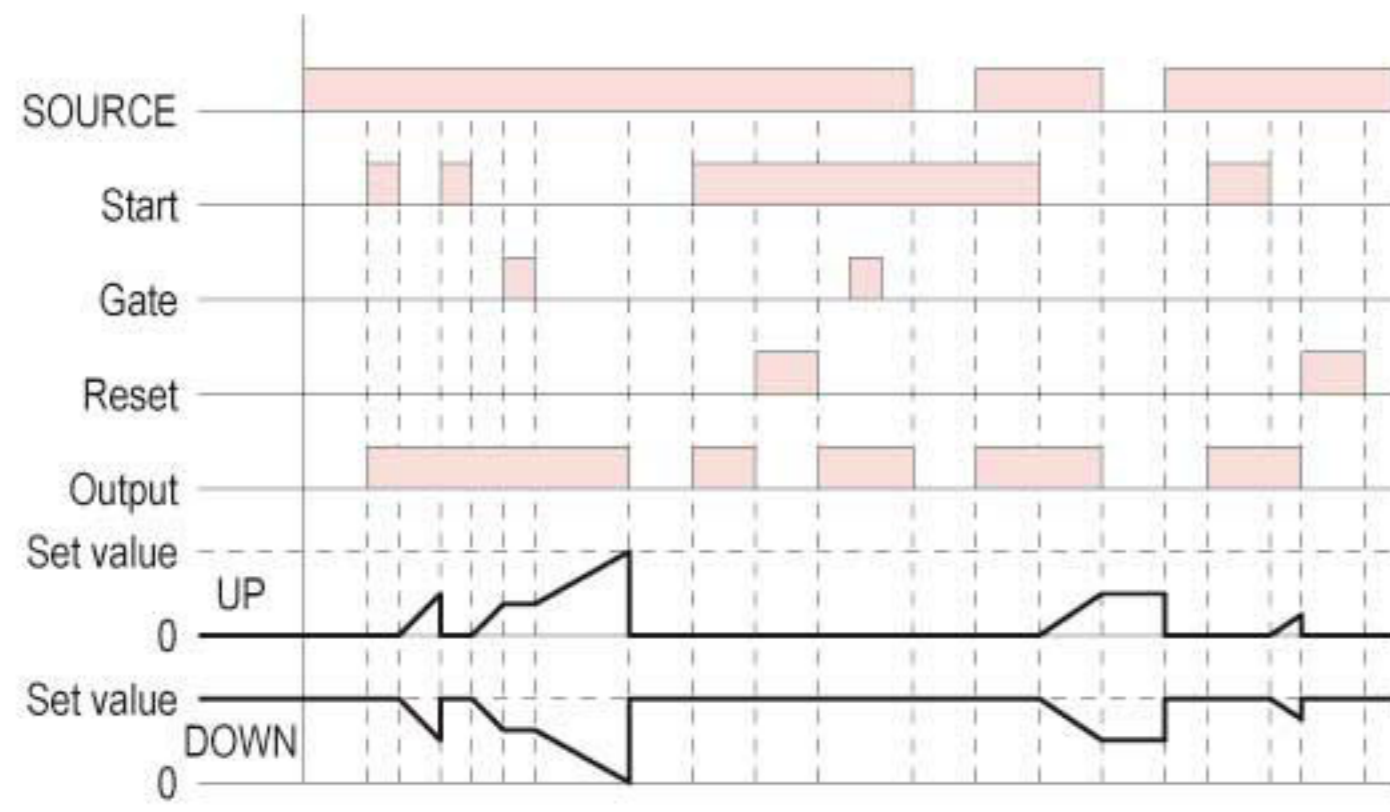 SOURCE
Start
Gate
Reset
Output
Set value
UP
0
Set value
DOWN
0